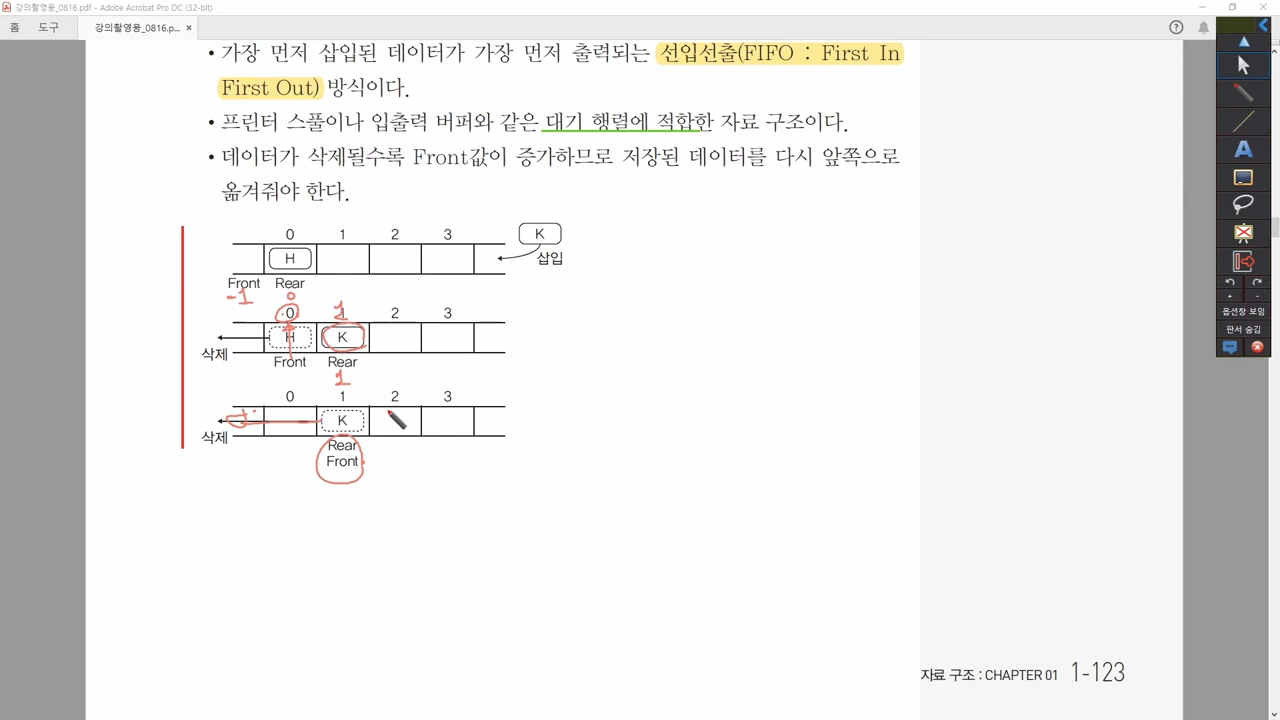 강의촬영용_0816.pdf - Adobe Acrobat Pro DC (32-bit)
홈 도구 강의촬영용_0816.p... ×
• 가장 먼저 삽입된 데이터가 가장 먼저 출력되는 선입선출(FIFO : First In
First Out) 방식이다.
• 프린터 스풀이나 입출력 버퍼와 같은 대기 행렬에 적합한 자료 구조이다.
• 데이터가 삭제될수록 Front값이 증가하므로 저장된 데이터를 다시 앞쪽으로
옮겨줘야 한다.
0 1 2 3 K
H 삽입
Front Rear
-1 0 1
0 1 2 3
H K
삭제 Front Rear
1
0 1 2 3
K
삭제
Rear
Front
옵션장 보임
판서 숨김
자료 구조 : CHAPTER 01 1-123